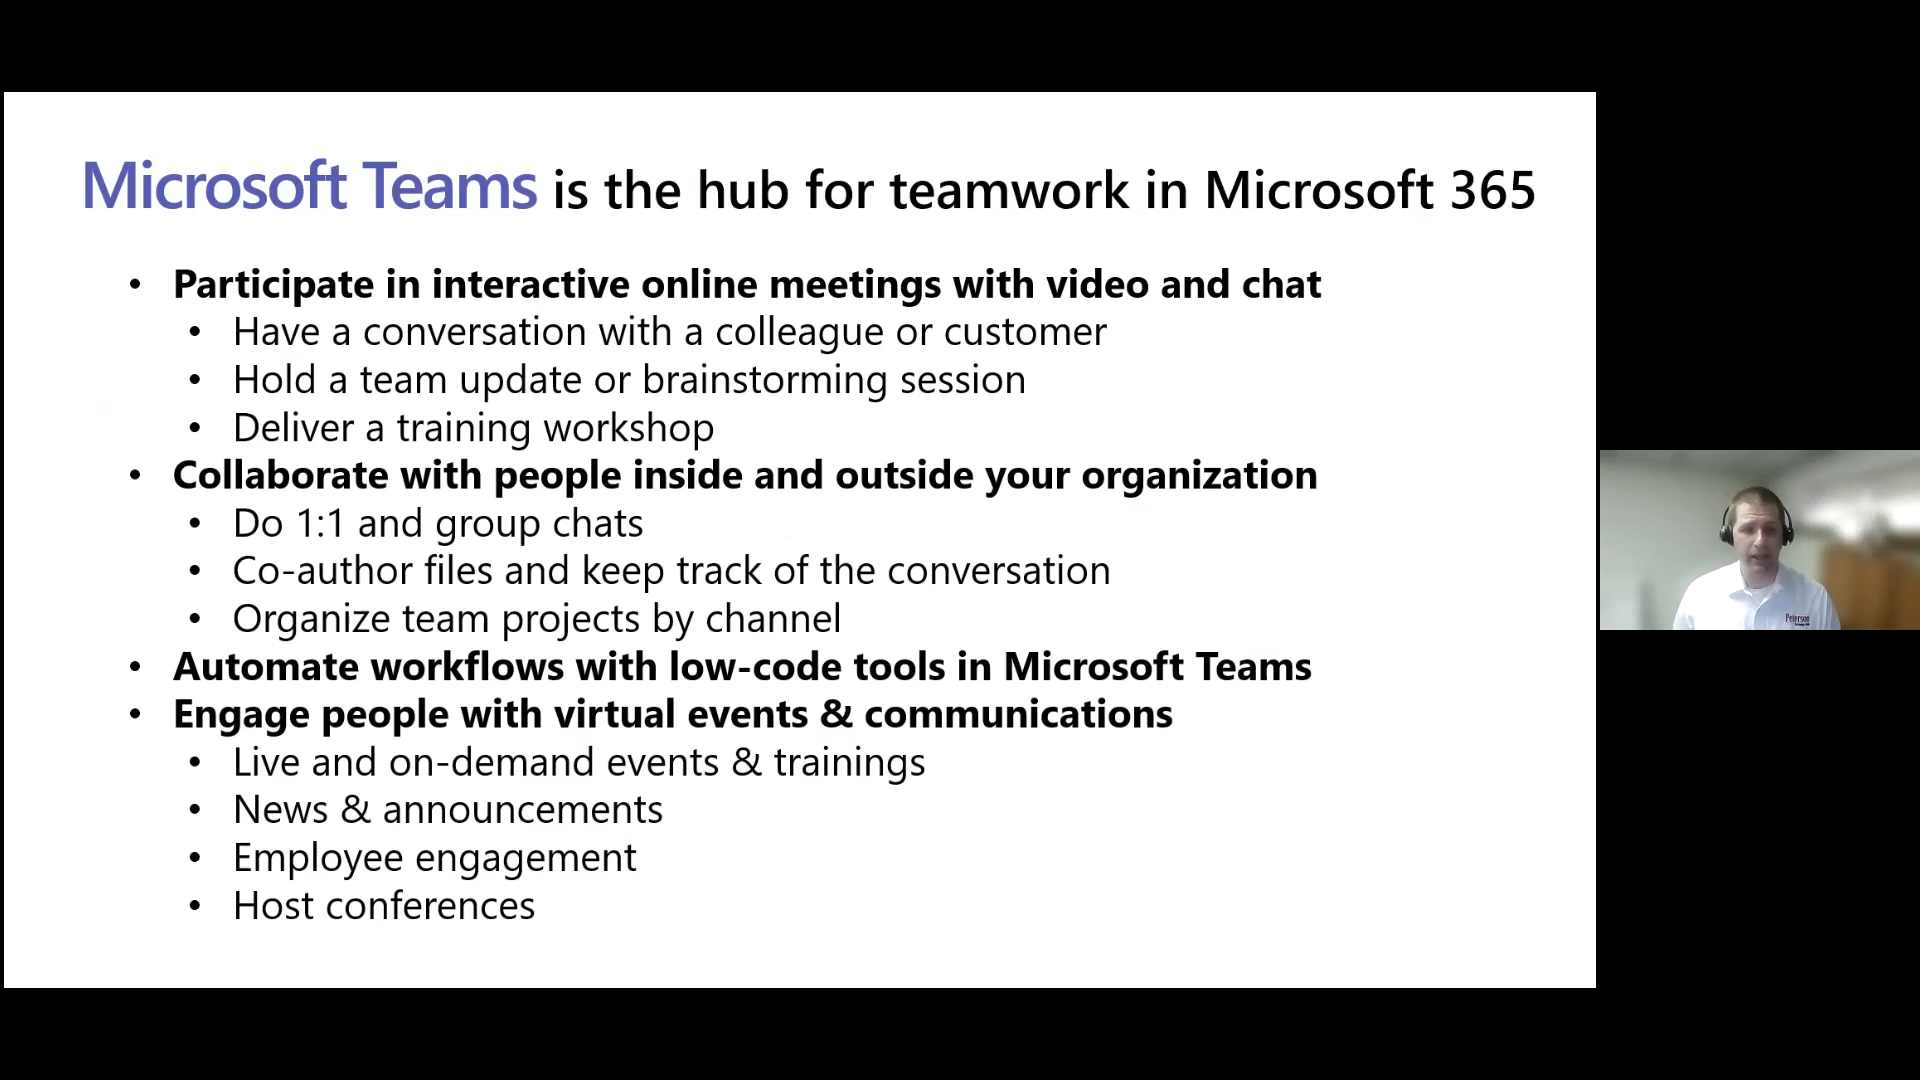 Microsoft Teams is the hub for teamwork in Microsoft 365
• Participate in interactive online meetings with video and chat
• Have a conversation with a colleague or customer
• Hold a team update or brainstorming session
• Deliver a training workshop
• Collaborate with people inside and outside your organization
• Do 1:1 and group chats
• Co-author files and keep track of the conversation
• Organize team projects by channel
• Automate workflows with low-code tools in Microsoft Teams
• Engage people with virtual events & communications
• Live and on-demand events & trainings
• News & announcements
• Employee engagement
• Host conferences
Peterson